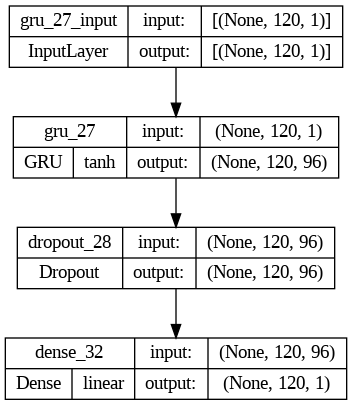 gru_27_input input: [(None, 120, 1)]
InputLayer output: [(None, 120, 1)]
gru_27 input: (None, 120, 1)
GRU tanh output: (None, 120, 96)
dropout_28 input: (None, 120, 96)
Dropout output: (None, 120, 96)
dense_32 input: (None, 120, 96)
Dense linear output: (None, 120, 1)